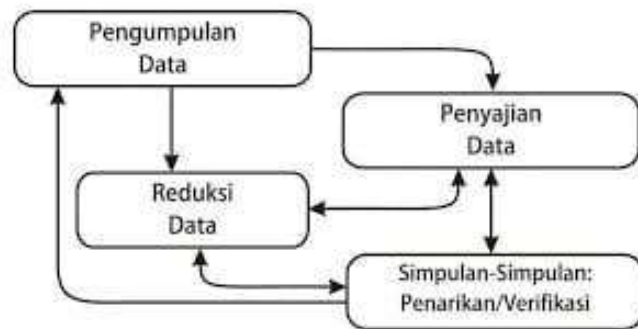 Pengumpulan
Data
Penyajian
Data
Reduksi
Data
Simpulan-Simpulan:
Penarikan/Verifikasi